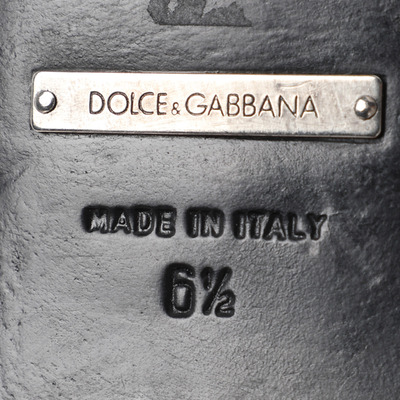 DOLCE & GABBANA
MADE IN ITALY
6½